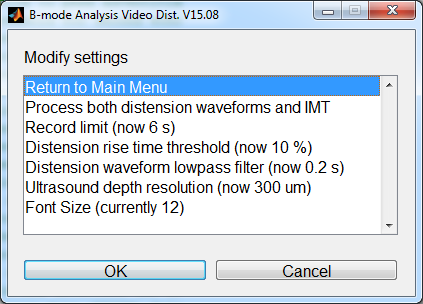 B-mode Analysis Video Dist. V15.08
Modify settings
Return to Main Menu
Process both distension waveforms and IMT
Record limit (now 6 s)
Distension rise time threshold (now 10 %)
Distension waveform lowpass filter (now 0.2 s)
Ultrasound depth resolution (now 300 um)
Font Size (currently 12)
OK
Cancel